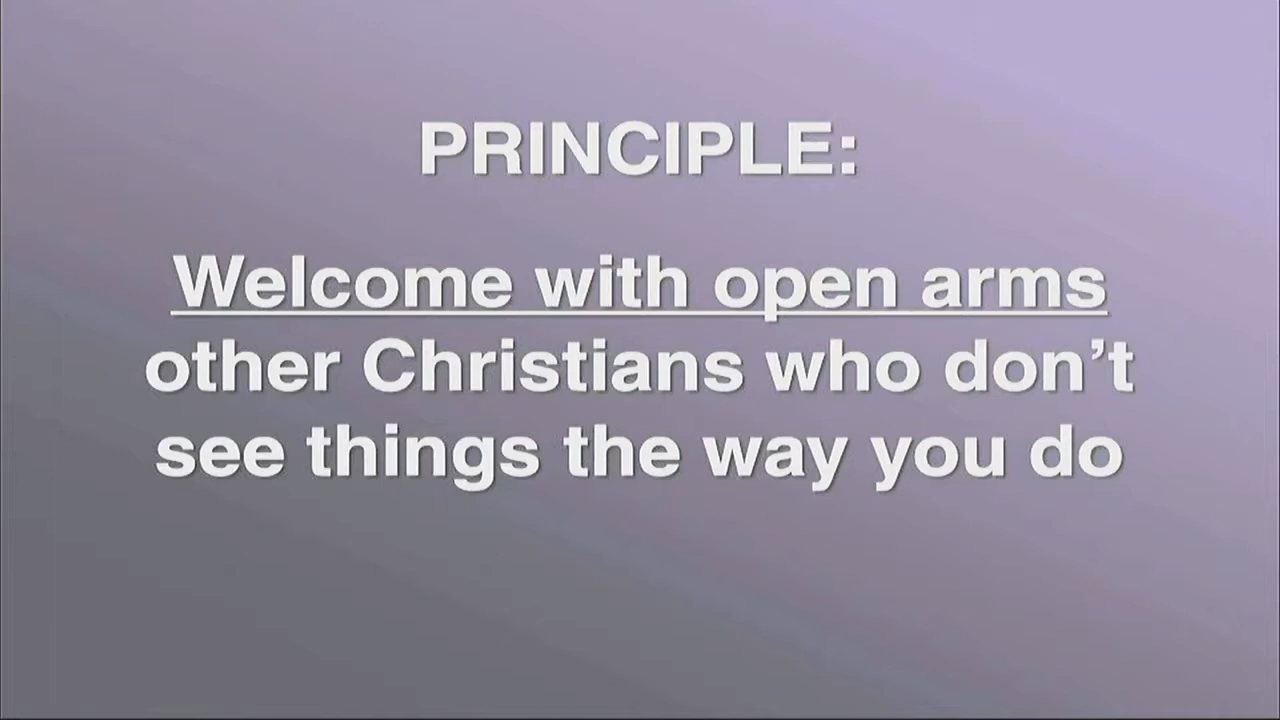 PRINCIPLE:
Welcome with open arms
other Christians who don’t
see things the way you do